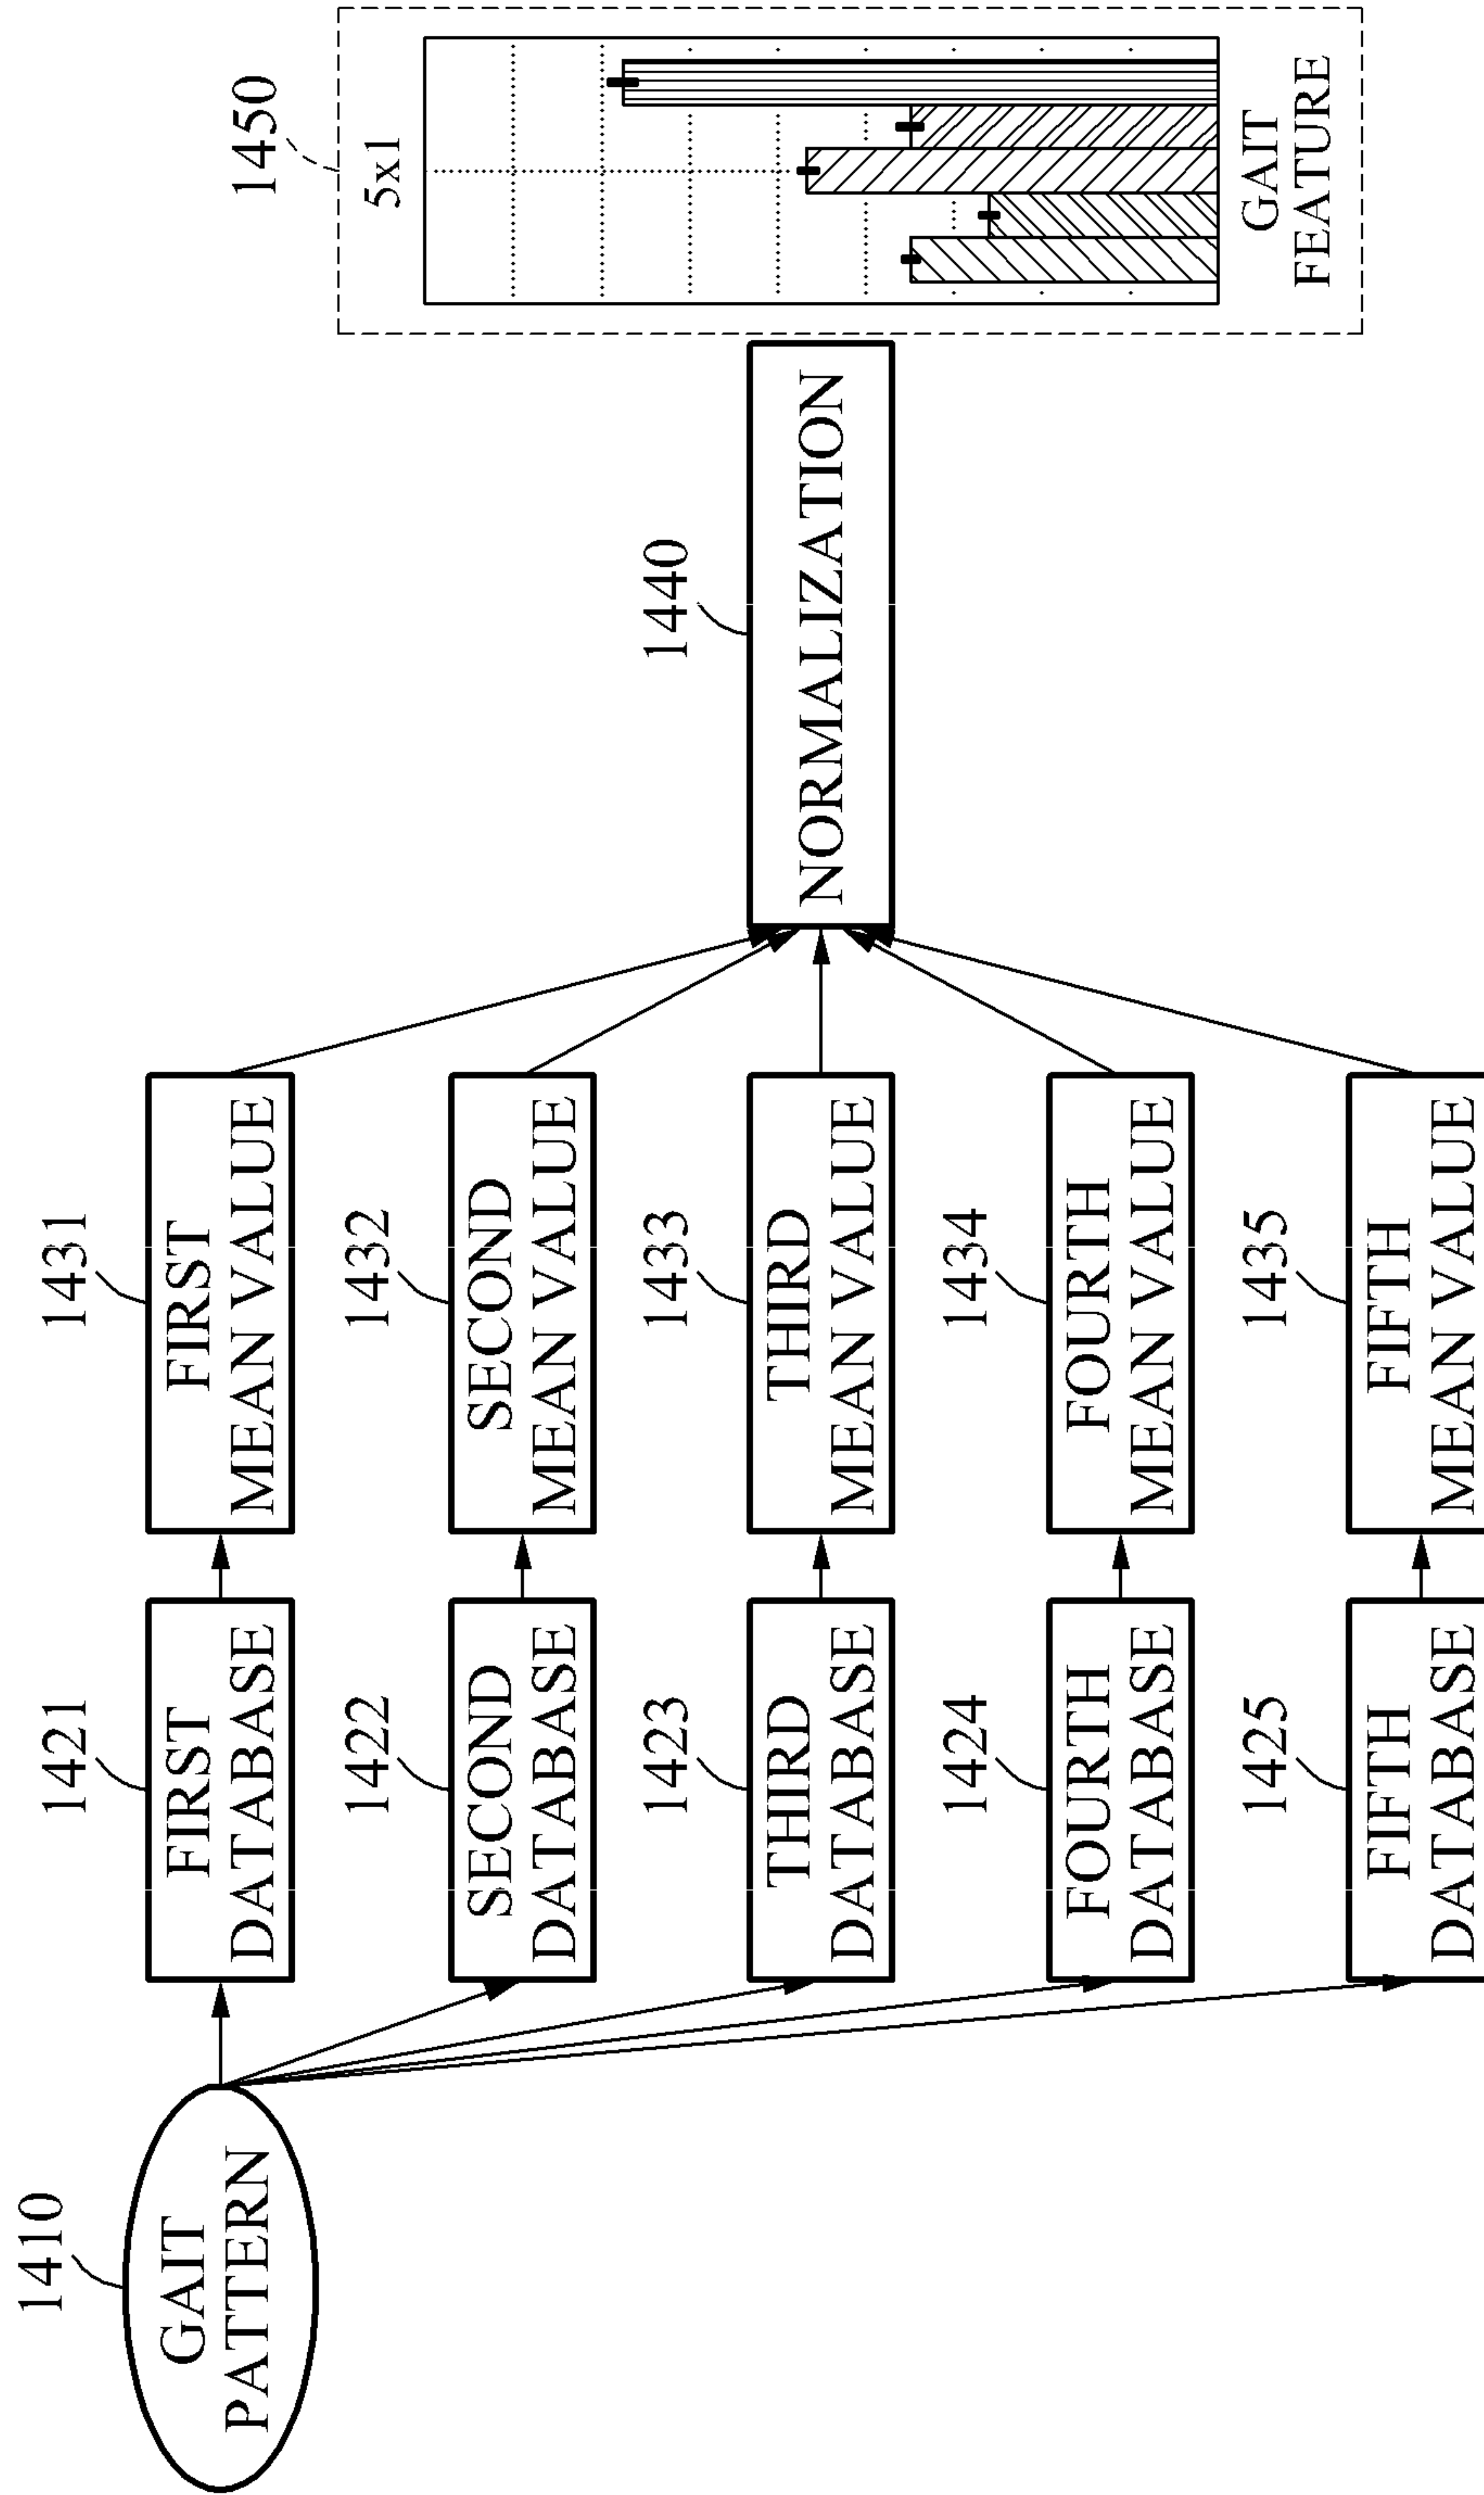 1410
GAIT
PATTERN
1421
FIRST
DATABASE
1422
SECOND
DATABASE
1423
THIRD
DATABASE
1424
FOURTH
DATABASE
1425
FIFTH
DATABASE
1431
FIRST
MEAN VALUE
1432
SECOND
MEAN VALUE
1433
THIRD
MEAN VALUE
1434
FOURTH
MEAN VALUE
1435
FIFTH
MEAN VALUE
1440
NORMALIZATION
1450
5x1
GAIT
FEATURE